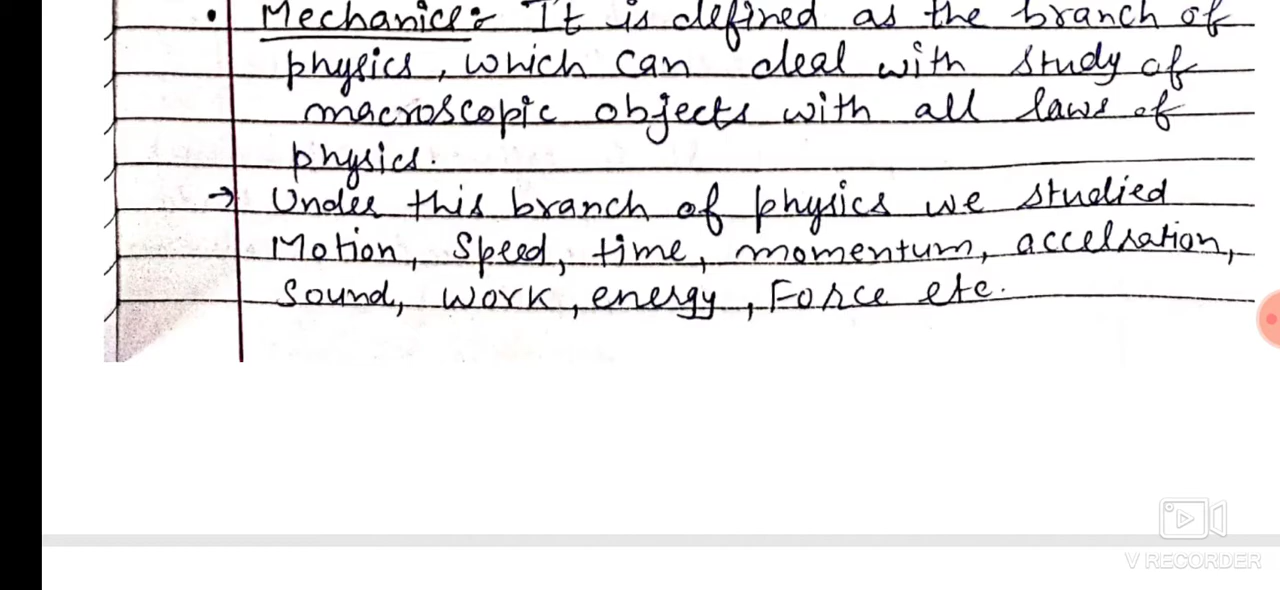 • Mechanics:- It is defined as the branch of
physics, which can deal with study of
macroscopic objects with all laws of
physics.
→ Under this branch of physics we studied
Motion, Speed, time, momentum, accelration,
Sound, work, energy, Force etc.
V RECORDER